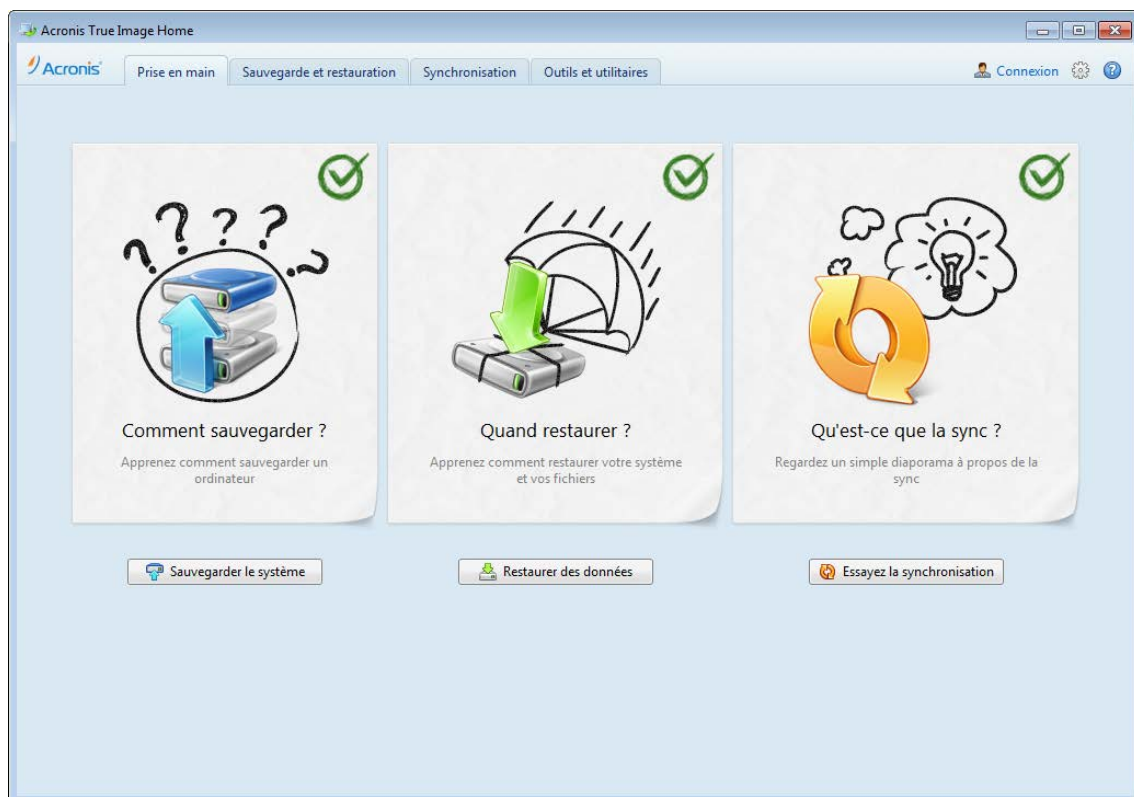 Acronis True Image Home
Acronis
Prise en main
Sauvegarde et restauration
Synchronisation
Outils et utilitaires
Connexion
Comment sauvegarder ?
Apprenez comment sauvegarder un
ordinateur
Quand restaurer ?
Apprenez comment restaurer votre système
et vos fichiers
Qu'est-ce que la sync ?
Regardez un simple diaporama à propos de la
sync
Sauvegarder le système
Restaurer des données
Essayez la synchronisation